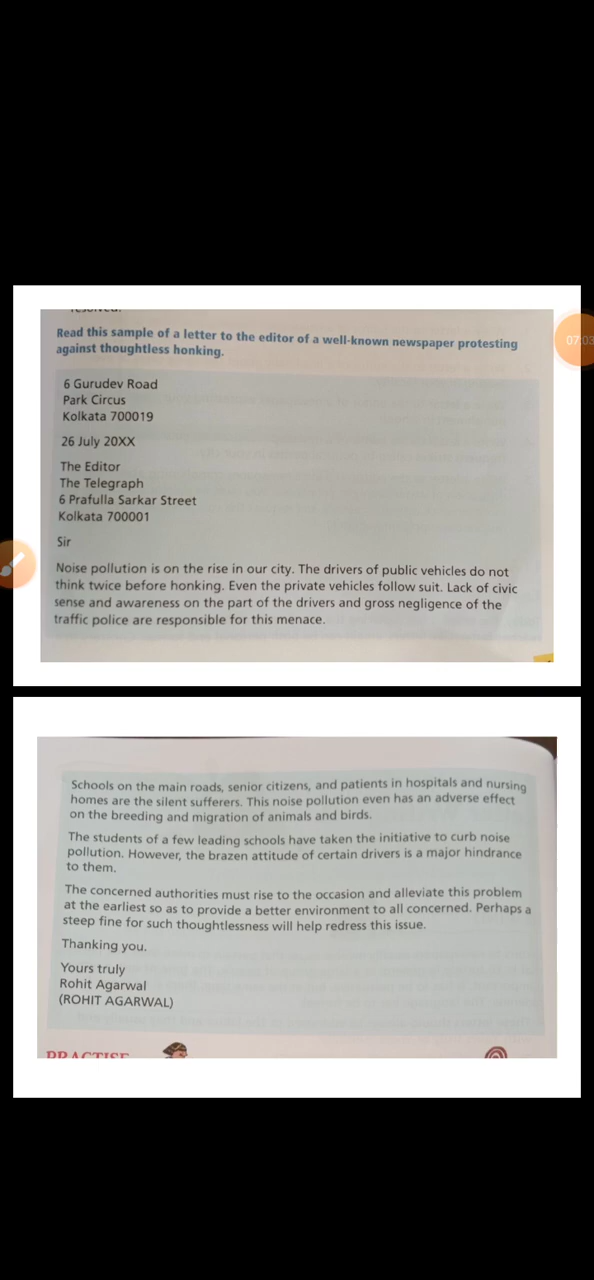 resolved.
Read this sample of a letter to the editor of a well-known newspaper protesting
against thoughtless honking.
6 Gurudev Road
Park Circus
Kolkata 700019
26 July 20XX
The Editor
The Telegraph
6 Prafulla Sarkar Street
Kolkata 700001
Sir
Noise pollution is on the rise in our city. The drivers of public vehicles do not
think twice before honking. Even the private vehicles follow suit. Lack of civic
sense and awareness on the part of the drivers and gross negligence of the
traffic police are responsible for this menace.
Schools on the main roads, senior citizens, and patients in hospitals and nursing
homes are the silent sufferers. This noise pollution even has an adverse effect
on the breeding and migration of animals and birds.
The students of a few leading schools have taken the initiative to curb noise
pollution. However, the brazen attitude of certain drivers is a major hindrance
to them.
The concerned authorities must rise to the occasion and alleviate this problem
at the earliest so as to provide a better environment to all concerned. Perhaps a
steep fine for such thoughtlessness will help redress this issue.
Thanking you.
Yours truly
Rohit Agarwal
(ROHIT AGARWAL)
PRACTISE
07:03